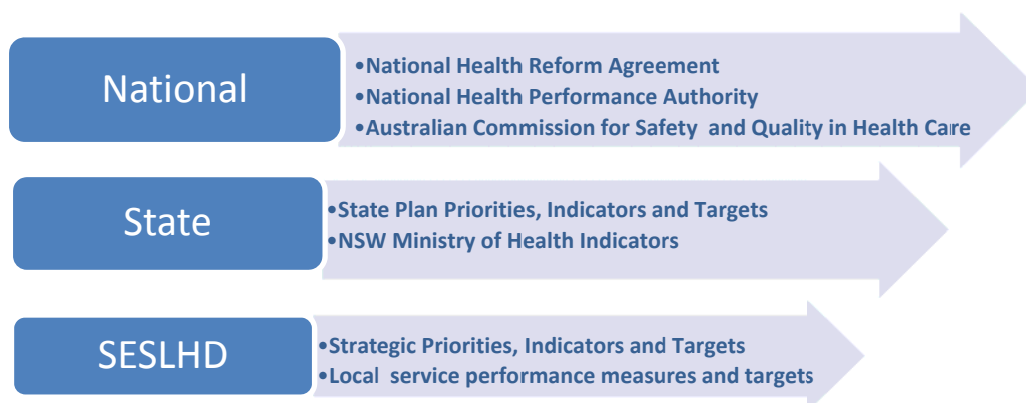 National
•National Health Reform Agreement
•National Health Performance Authority
•Australian Commission for Safety and Quality in Health Care
State
•State Plan Priorities, Indicators and Targets
•NSW Ministry of Health Indicators
SESLHD
•Strategic Priorities, Indicators and Targets
•Local service performance measures and targets